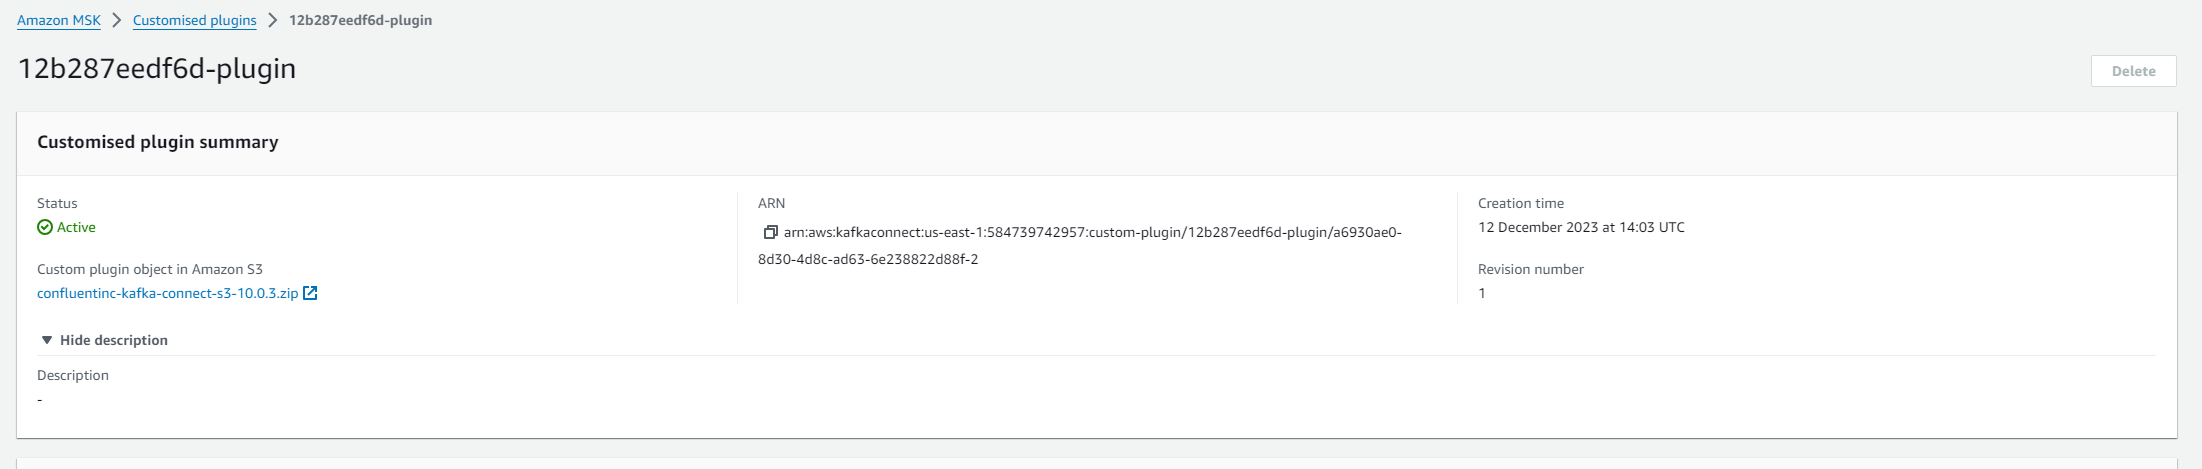 Amazon MSK > Customised plugins > 12b287eedf6d-plugin
12b287eedf6d-plugin
Delete
Customised plugin summary
Status
Active
Custom plugin object in Amazon S3
confluentinc-kafka-connect-s3-10.0.3.zip
ARN
arn:aws:kafkaconnect:us-east-1:584739742957:custom-plugin/12b287eedf6d-plugin/a6930ae0-
8d30-4d8c-ad63-6e238822d88f-2
Creation time
12 December 2023 at 14:03 UTC
Revision number
1
Hide description
Description
-